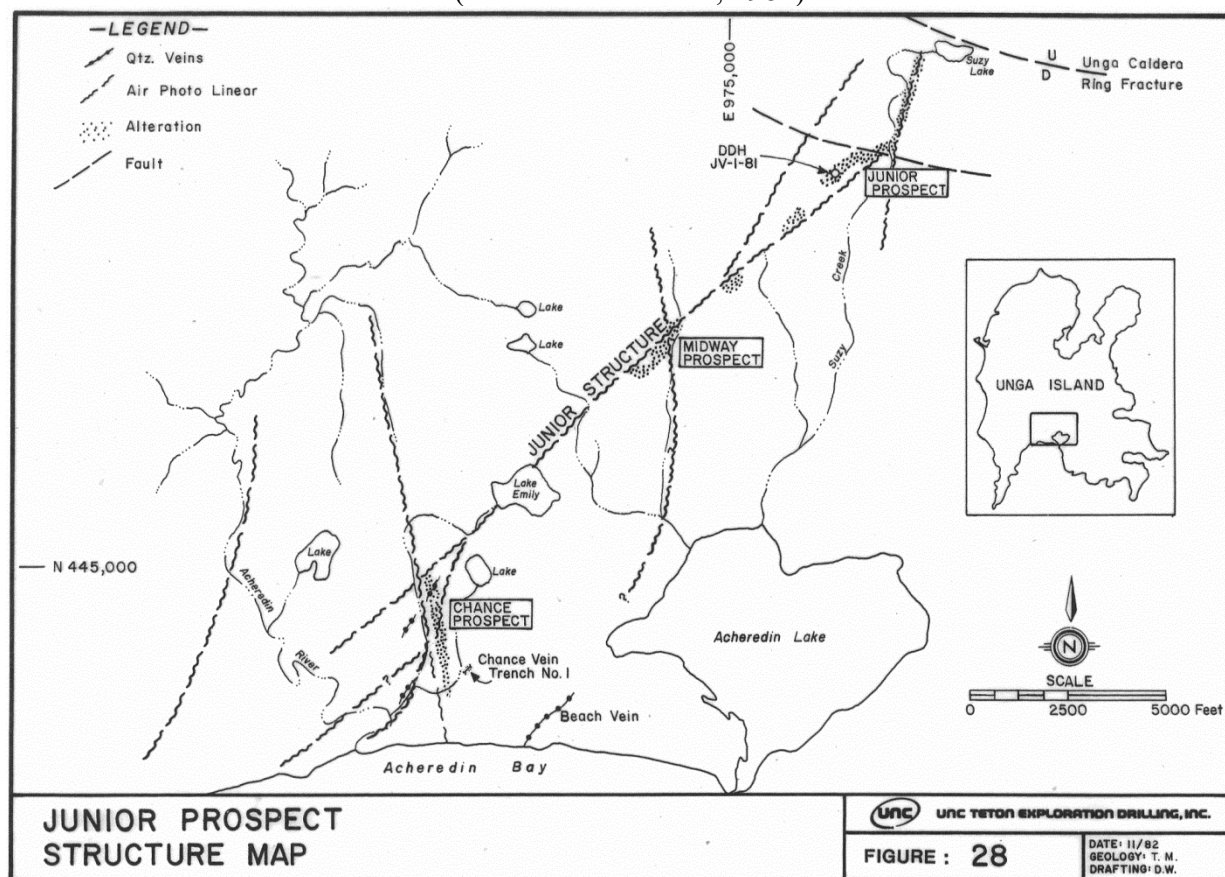 —LEGEND—
Qtz. Veins
Air Photo Linear
Alteration
Fault
E 975,000
Suzy
Lake
U
D
Unga Caldera
Ring Fracture
DDH
JV-1-81
JUNIOR
PROSPECT
Creek
Suzy
Lake
Lake
MIDWAY
PROSPECT
JUNIOR STRUCTURE
UNGA ISLAND
Lake
Emily
N 445,000
Lake
Lake
Acheredin
River
CHANCE
PROSPECT
?
?
Acheredin Lake
Chance Vein
Trench No. 1
Beach Vein
N
SCALE
0 2500 5000 Feet
Acheredin Bay
JUNIOR PROSPECT
STRUCTURE MAP
unc UNC TETON EXPLORATION DRILLING, INC.
FIGURE : 28
DATE: 11/82
GEOLOGY: T. M.
DRAFTING: D.W.